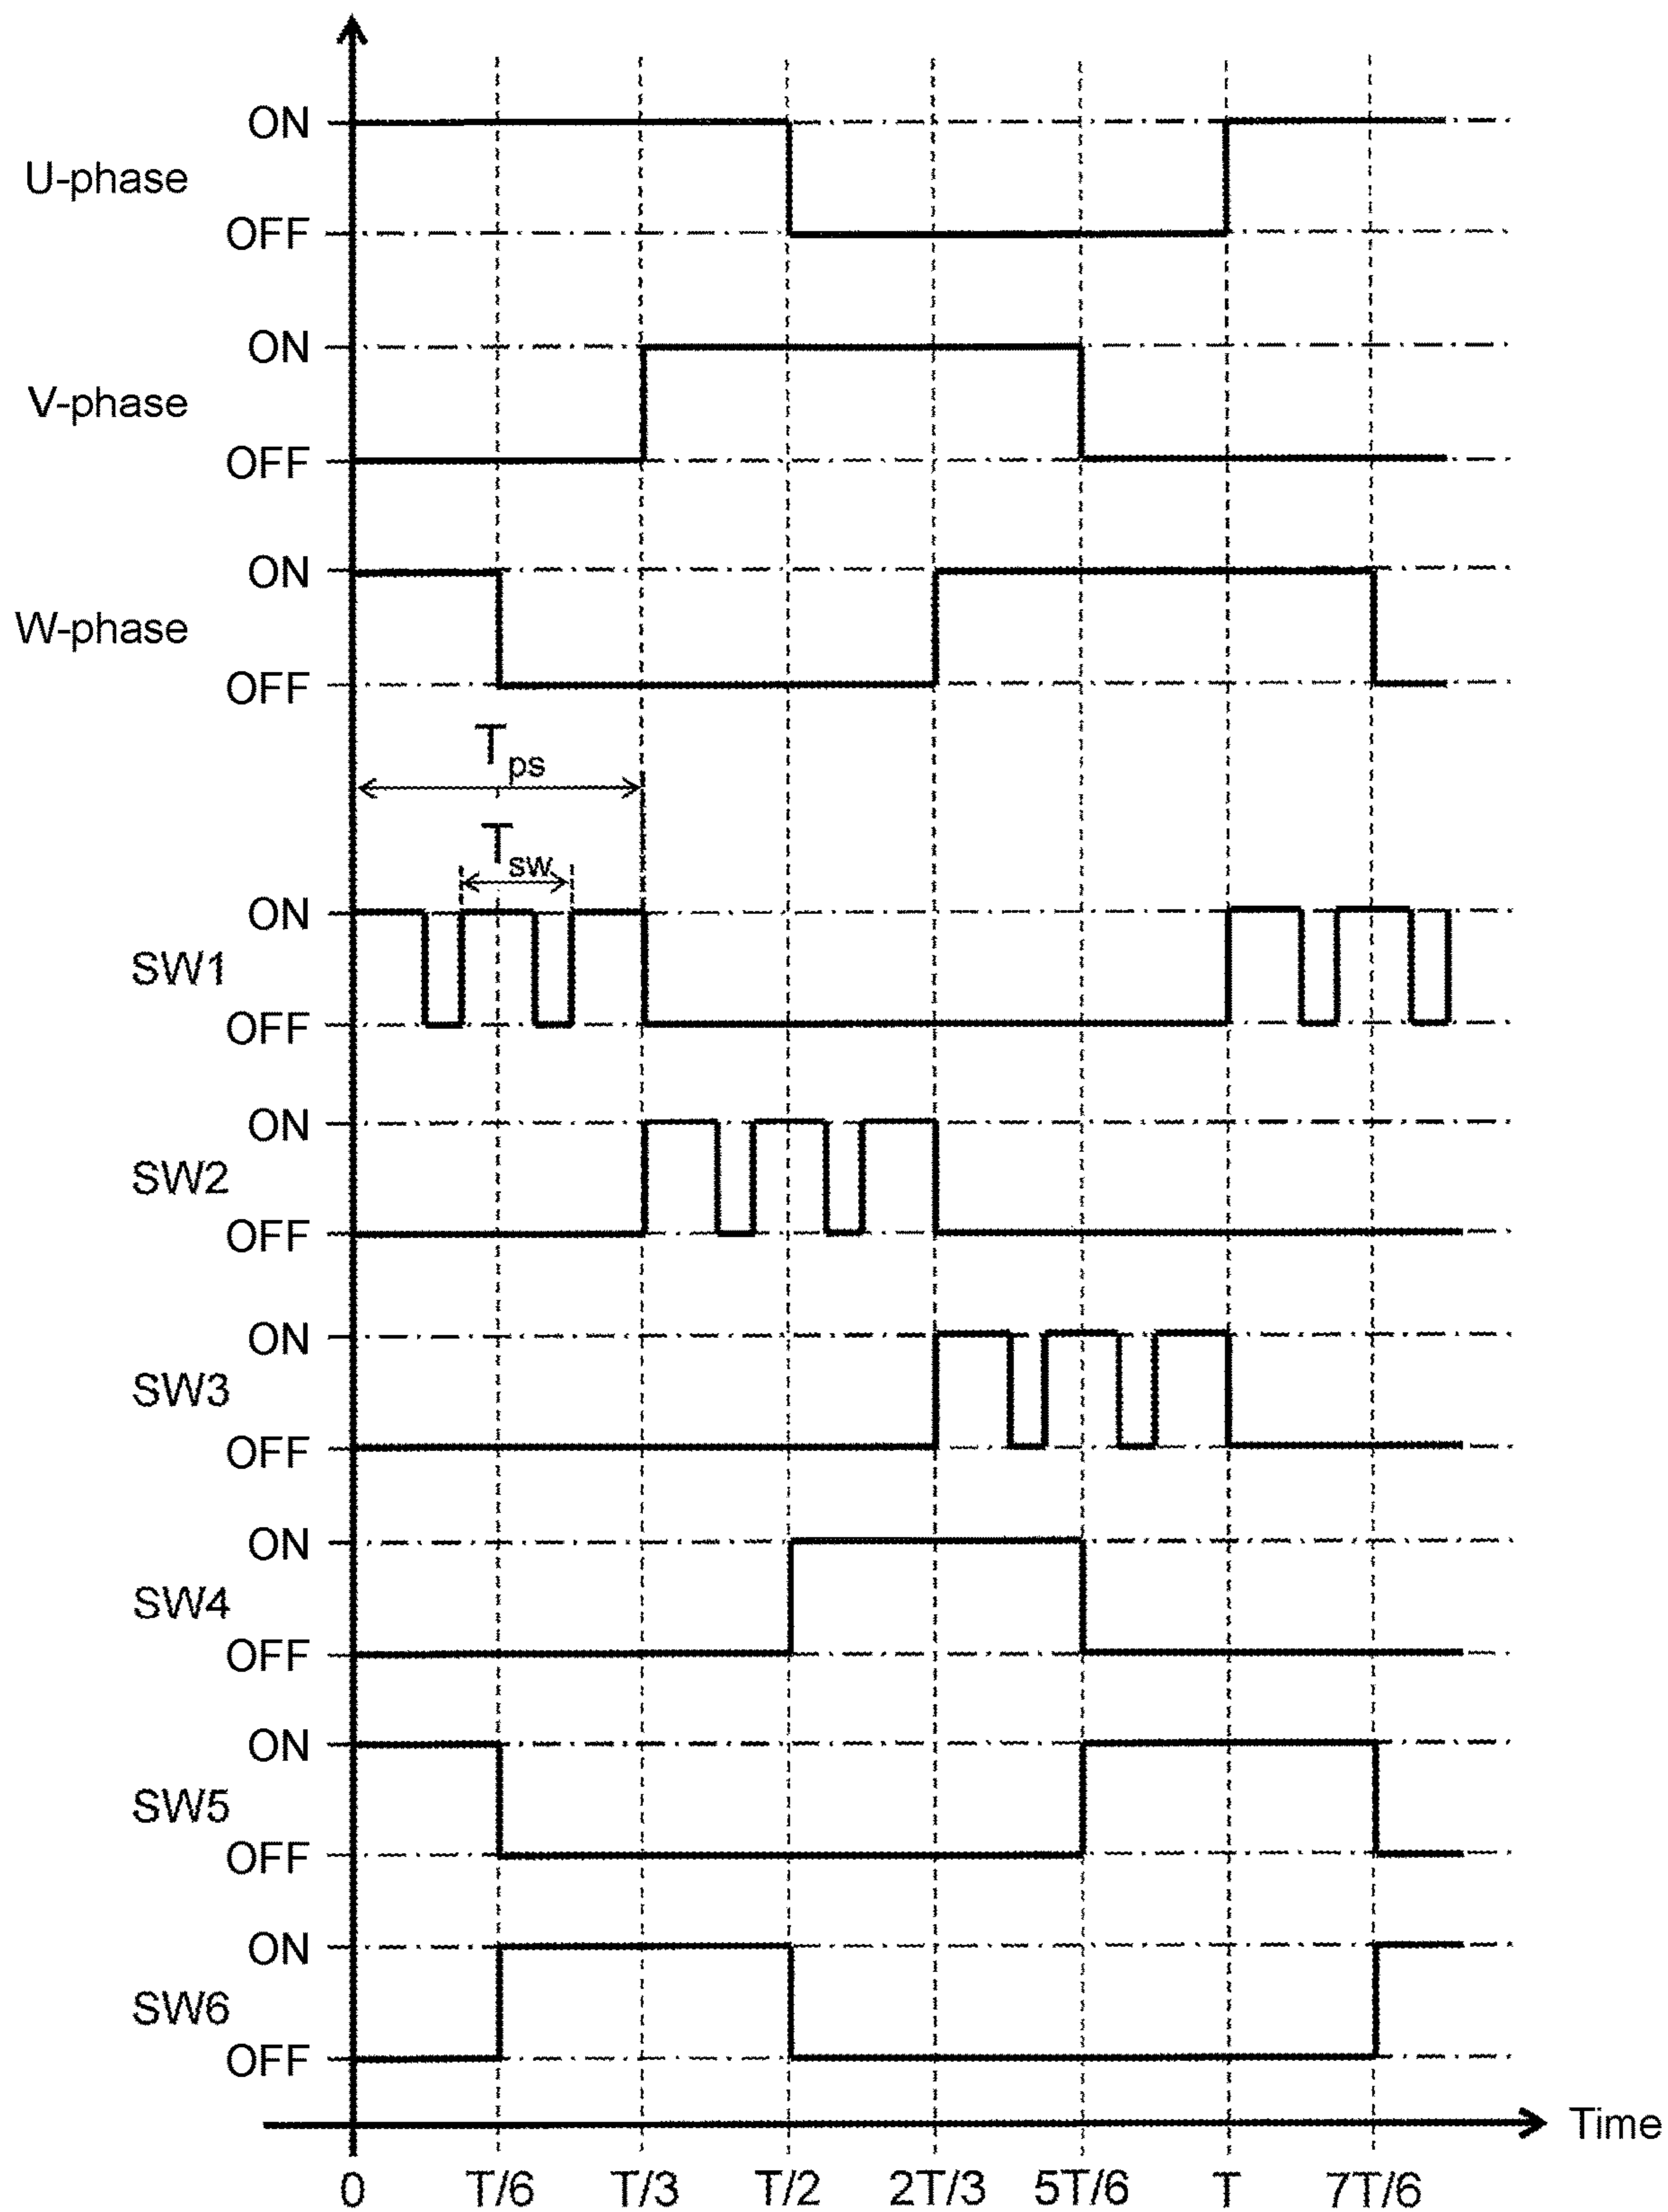 ON
U-phase
OFF
ON
V-phase
OFF
ON
W-phase
OFF
Tps
Tsw
ON
SW1
OFF
ON
SW2
OFF
ON
SW3
OFF
ON
SW4
OFF
ON
SW5
OFF
ON
SW6
OFF
Time
0 T/6 T/3 T/2 2T/3 5T/6 T 7T/6